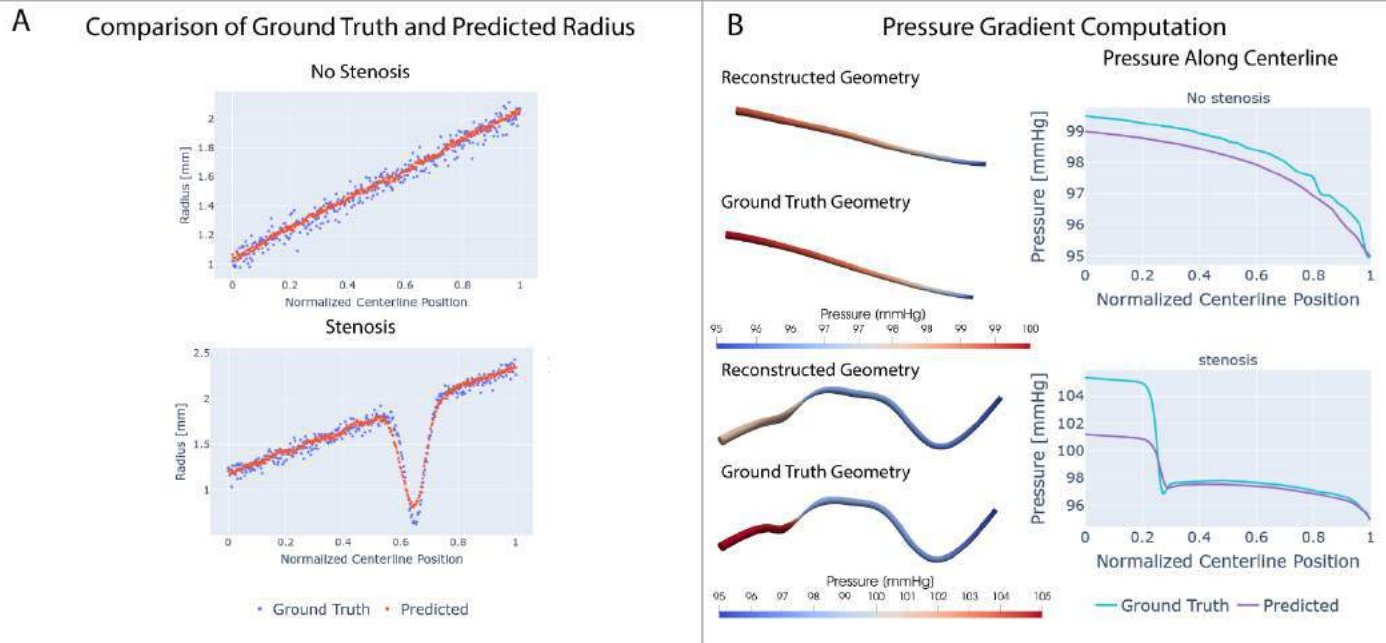 A
Comparison of Ground Truth and Predicted Radius
No Stenosis
2
1.8
1.6
1.4
1.2
1
Radius [mm]
0 0.2 0.4 0.6 0.8 1
Normalized Centerline Position
Stenosis
2.5
2
1.5
1
Radius [mm]
0 0.2 0.4 0.6 0.8 1
Normalized Centerline Position
Ground Truth Predicted
B
Pressure Gradient Computation
Reconstructed Geometry
Ground Truth Geometry
Pressure (mmHg)
95 96 96 97 97 98 98 99 99 100
Reconstructed Geometry
Ground Truth Geometry
Pressure (mmHg)
95 96 97 98 99 100 101 102 103 104 105
Pressure Along Centerline
No stenosis
99
98
97
96
95
Pressure [mmHg]
0 0.2 0.4 0.6 0.8 1
Normalized Centerline Position
stenosis
104
102
100
98
96
Pressure [mmHg]
0 0.2 0.4 0.6 0.8 1
Normalized Centerline Position
Ground Truth Predicted